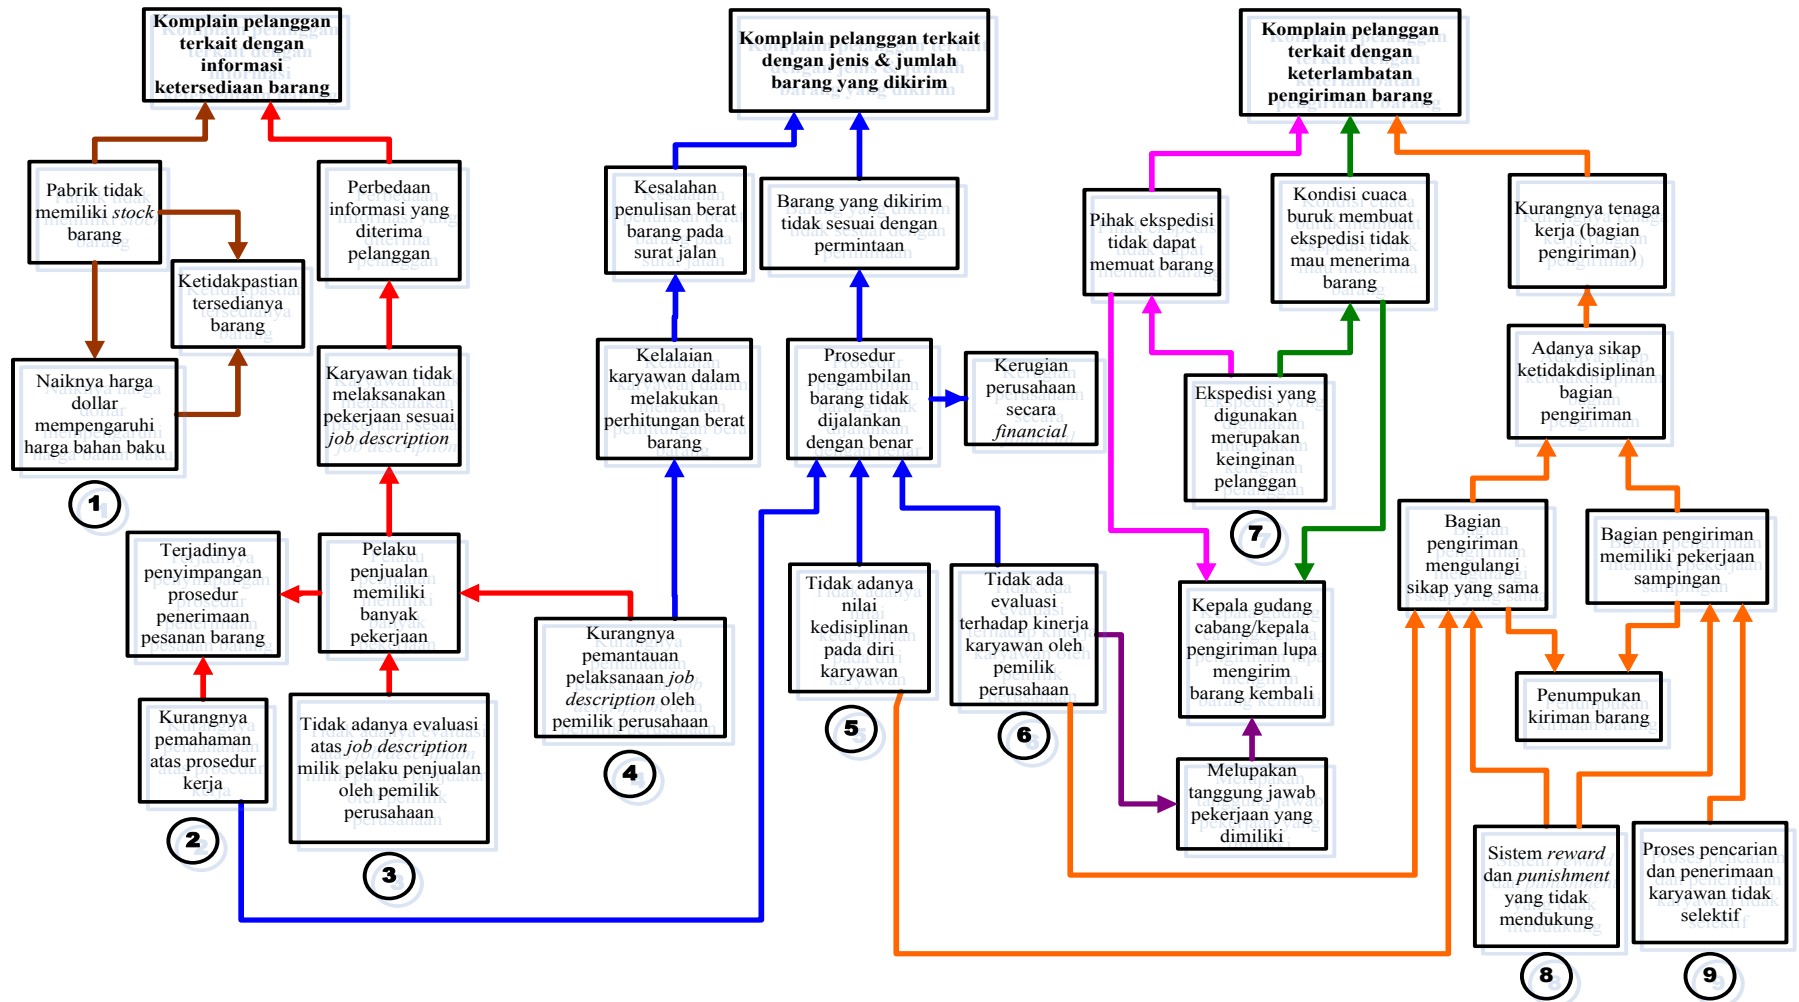 Komplain pelanggan
terkait dengan
informasi
ketersediaan barang
Komplain pelanggan terkait
dengan jenis & jumlah
barang yang dikirim
Komplain pelanggan
terkait dengan
keterlambatan
pengiriman barang
Pabrik tidak
memiliki stock
barang
Perbedaan
informasi yang
diterima
pelanggan
Kesalahan
penulisan berat
barang pada
surat jalan
Barang yang dikirim
tidak sesuai dengan
permintaan
Pihak ekspedisi
tidak dapat
memuat barang
Kondisi cuaca
buruk membuat
ekspedisi tidak
mau menerima
barang
Kurangnya tenaga
kerja (bagian
pengiriman)
Ketidakpastian
tersedianya
barang
Naiknya harga
dollar
mempengaruhi
harga bahan baku
1
Karyawan tidak
melaksanakan
pekerjaan sesuai
job description
Kelalaian
karyawan dalam
melakukan
perhitungan berat
barang
Prosedur
pengambilan
barang tidak
dijalankan
dengan benar
Kerugian
perusahaan
secara
financial
Ekspedisi yang
digunakan
merupakan
keinginan
pelanggan
7
Adanya sikap
ketidakdisiplinan
bagian
pengiriman
Terjadinya
penyimpangan
prosedur
penerimaan
pesanan barang
Pelaku
penjualan
memiliki
banyak
pekerjaan
Kurangnya
pemantauan
pelaksanaan job
description oleh
pemilik perusahaan
4
Tidak adanya
nilai
kedisiplinan
pada diri
karyawan
5
Tidak ada
evaluasi
terhadap kinerja
karyawan oleh
pemilik
perusahaan
6
Kepala gudang
cabang/kepala
pengiriman lupa
mengirim
barang kembali
Bagian
pengiriman
mengulangi
sikap yang sama
Bagian pengiriman
memiliki pekerjaan
sampingan
Penumpukan
kiriman barang
Kurangnya
pemahaman
atas prosedur
kerja
2
Tidak adanya evaluasi
atas job description
milik pelaku penjualan
oleh pemilik
perusahaan
3
Melupakan
tanggung jawab
pekerjaan yang
dimiliki
Sistem reward
dan punishment
yang tidak
mendukung
8
Proses pencarian
dan penerimaan
karyawan tidak
selektif
9